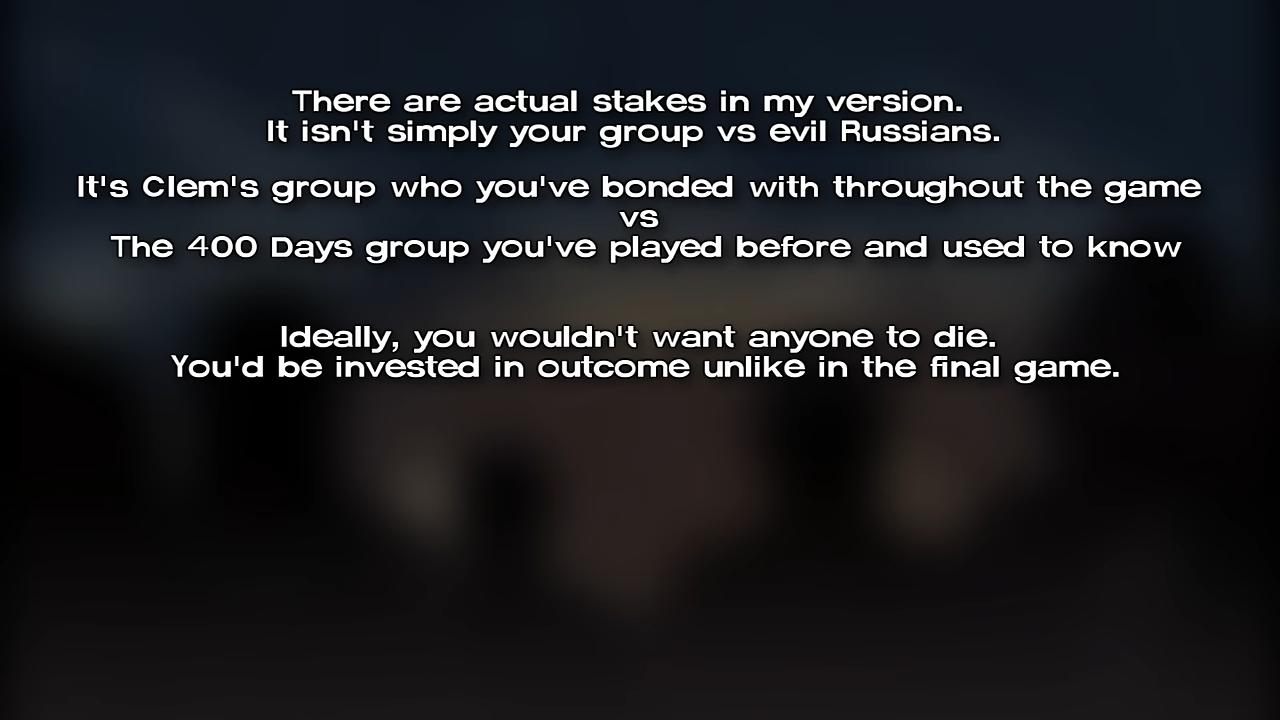 There are actual stakes in my version.
It isn't simply your group vs evil Russians.
It's Clem's group who you've bonded with throughout the game
vs
The 400 Days group you've played before and used to know
Ideally, you wouldn't want anyone to die.
You'd be invested in outcome unlike in the final game.